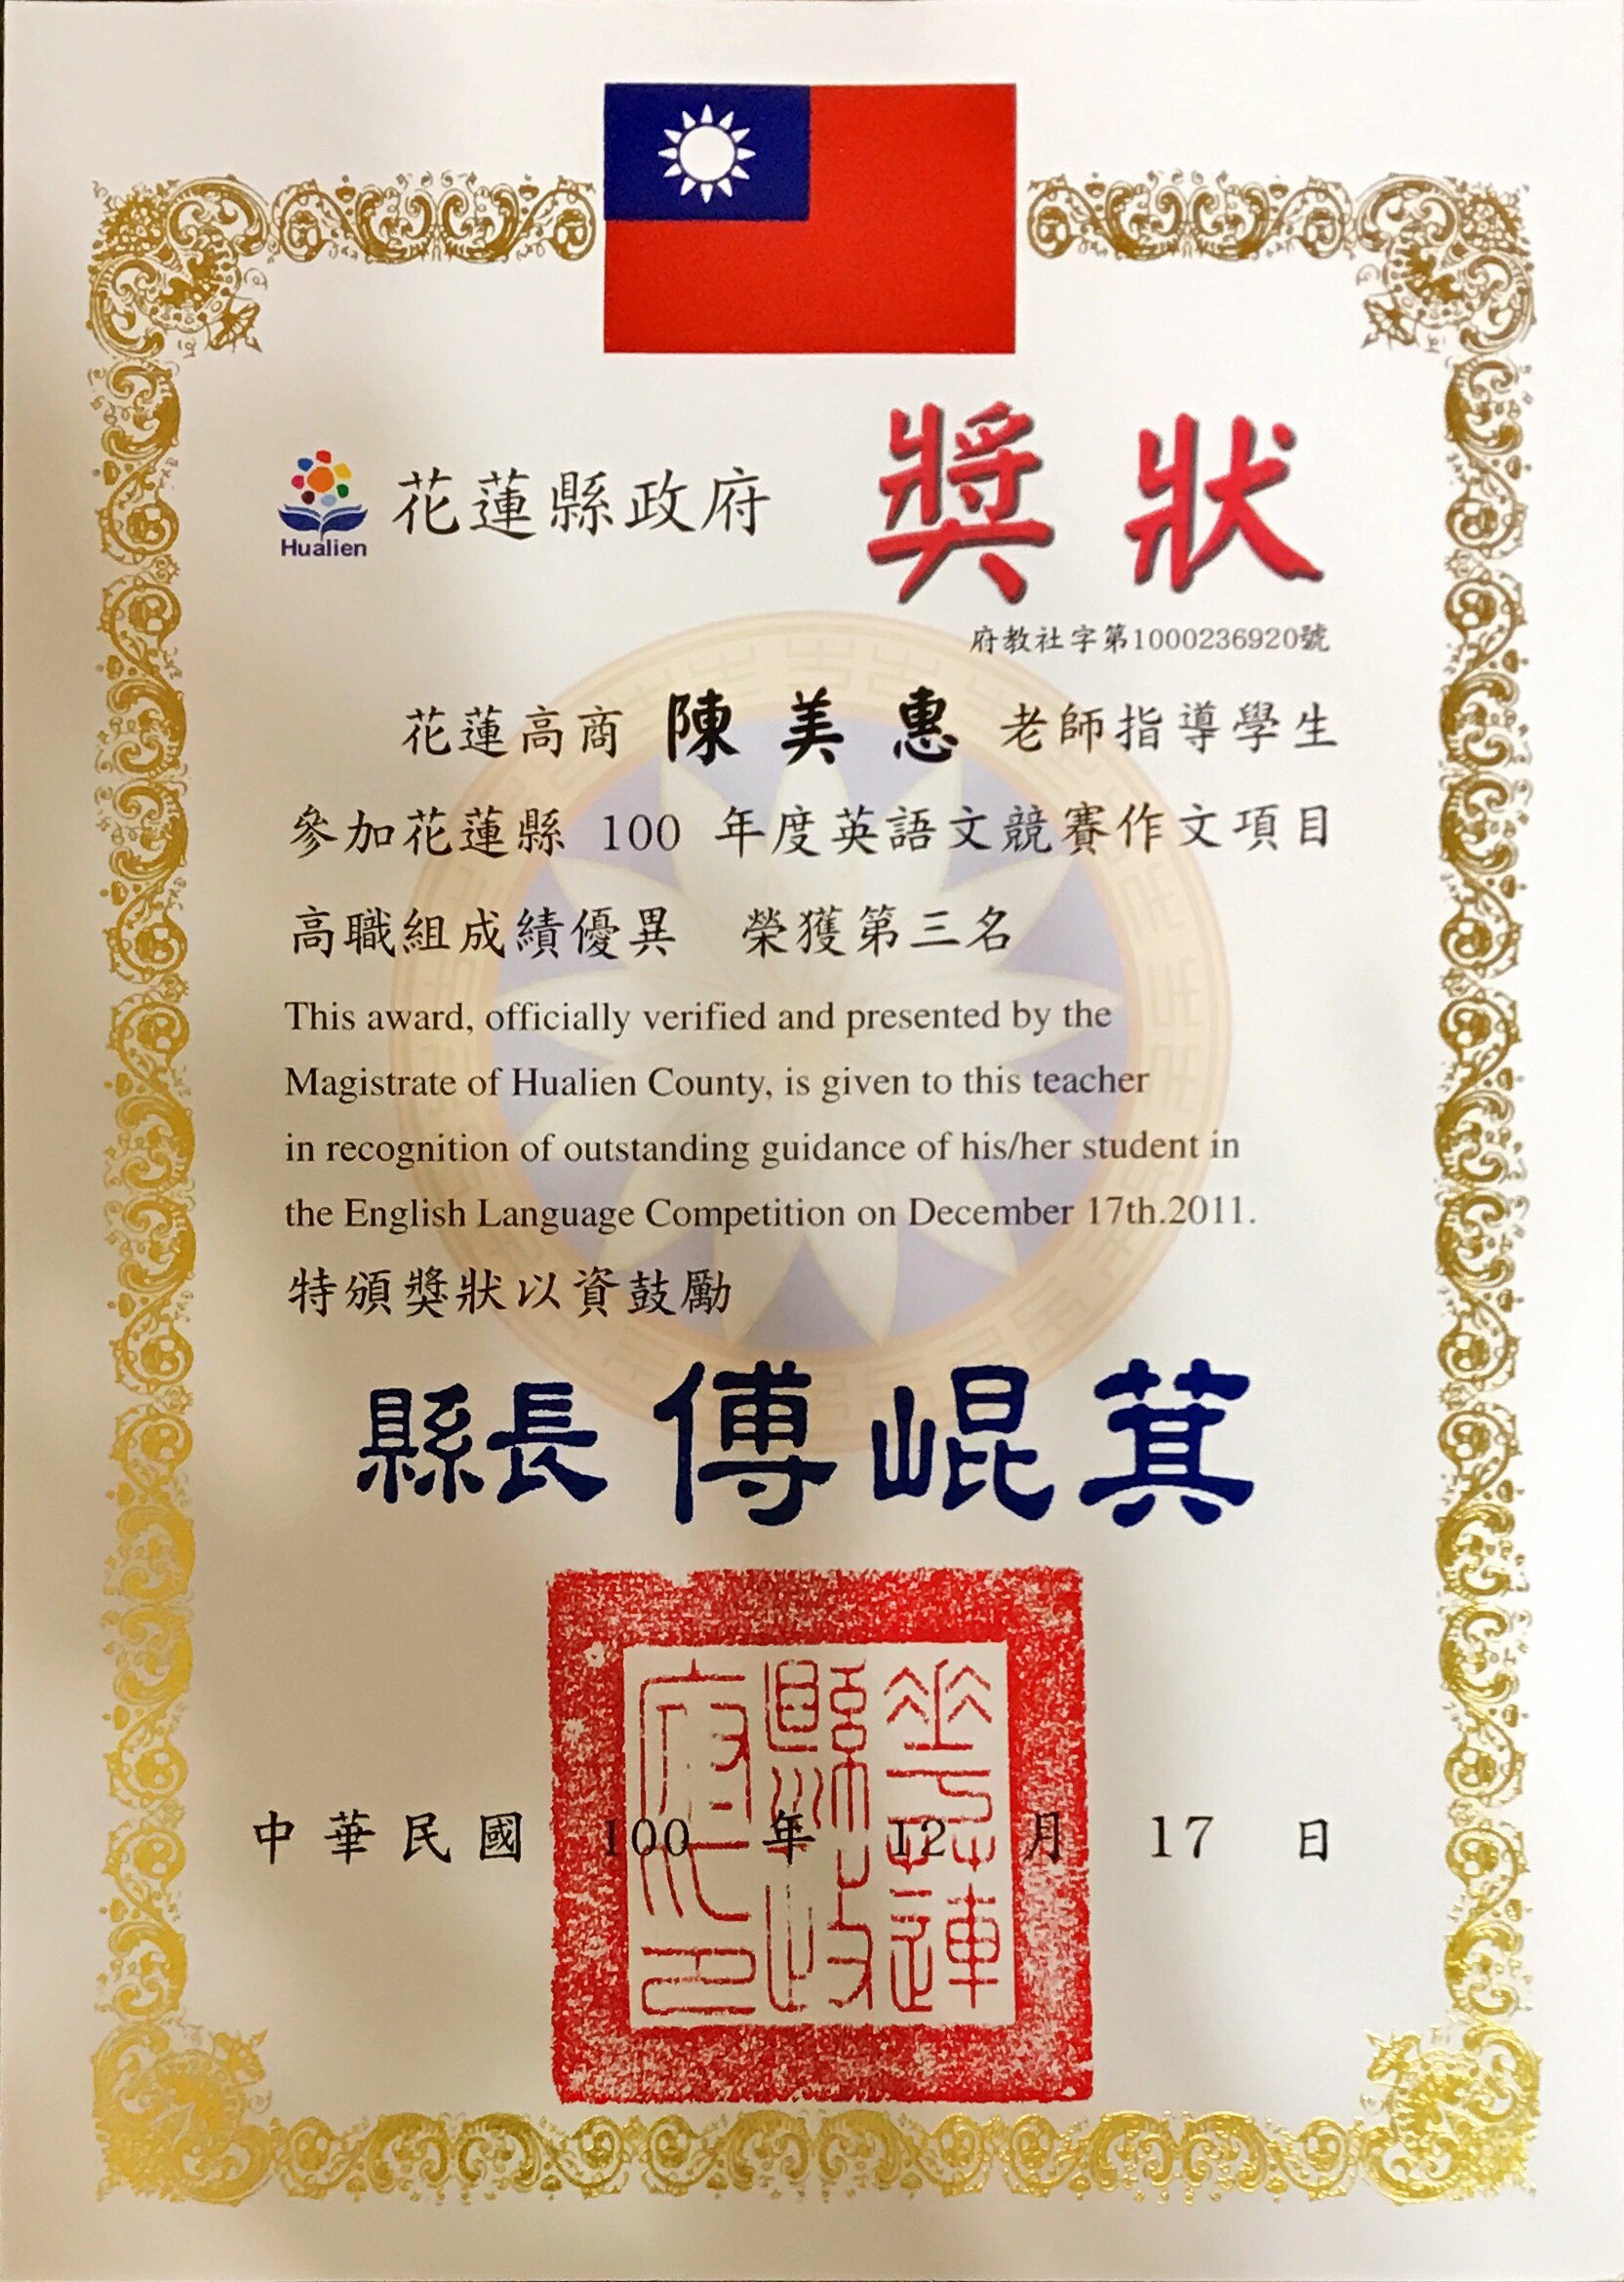 花蓮縣政府 獎狀
Hualien
府教社字第1000236920號
花蓮高商 陳美惠 老師指導學生
參加花蓮縣 100 年度英語文競賽作文項目
高職組成績優異 榮獲第三名
This award, officially verified and presented by the
Magistrate of Hualien County, is given to this teacher
in recognition of outstanding guidance of his/her student in
the English Language Competition on December 17th.2011.
特頒獎狀以資鼓勵
縣長 傅崐萁
中華民國 100 年 12 月 17 日
花蓮
縣政
府印